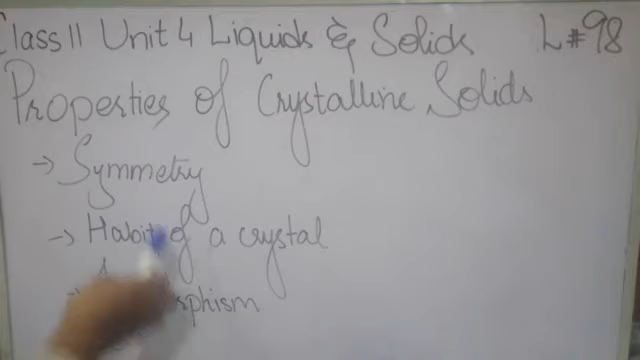 Class 11 Unit 4 Liquids & Solids L#98
Properties of Crystalline Solids
→ Symmetry
→ Habit of a crystal